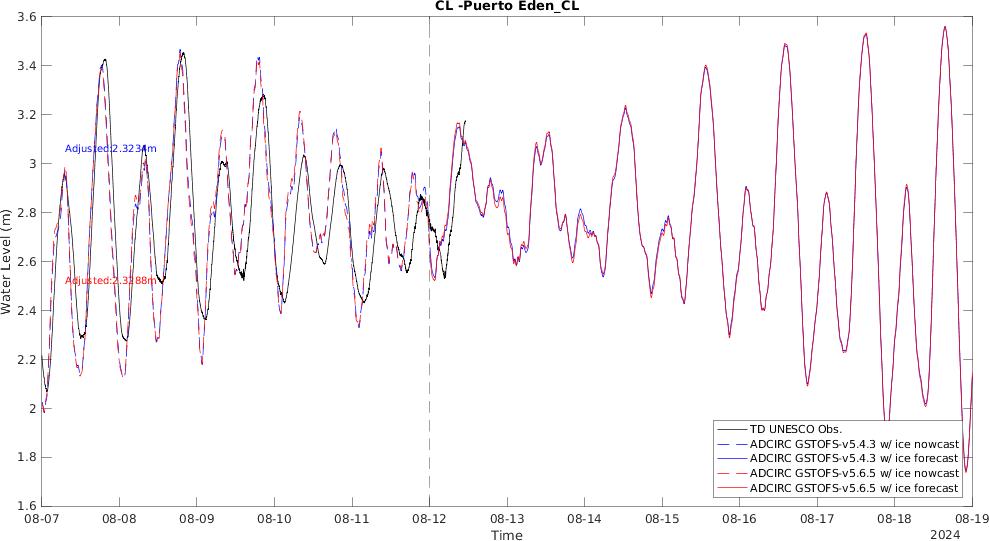 CL -Puerto Eden_CL
3.6
3.4
3.2
3
2.8
2.6
2.4
2.2
2
1.8
1.6
Water Level (m)
Adjusted:2.3234m
Adjusted:2.3288m
TD UNESCO Obs.
ADCIRC GSTOFS-v5.4.3 w/ ice nowcast
ADCIRC GSTOFS-v5.4.3 w/ ice forecast
ADCIRC GSTOFS-v5.6.5 w/ ice nowcast
ADCIRC GSTOFS-v5.6.5 w/ ice forecast
08-07 08-08 08-09 08-10 08-11 08-12 08-13 08-14 08-15 08-16 08-17 08-18 08-19
Time
2024